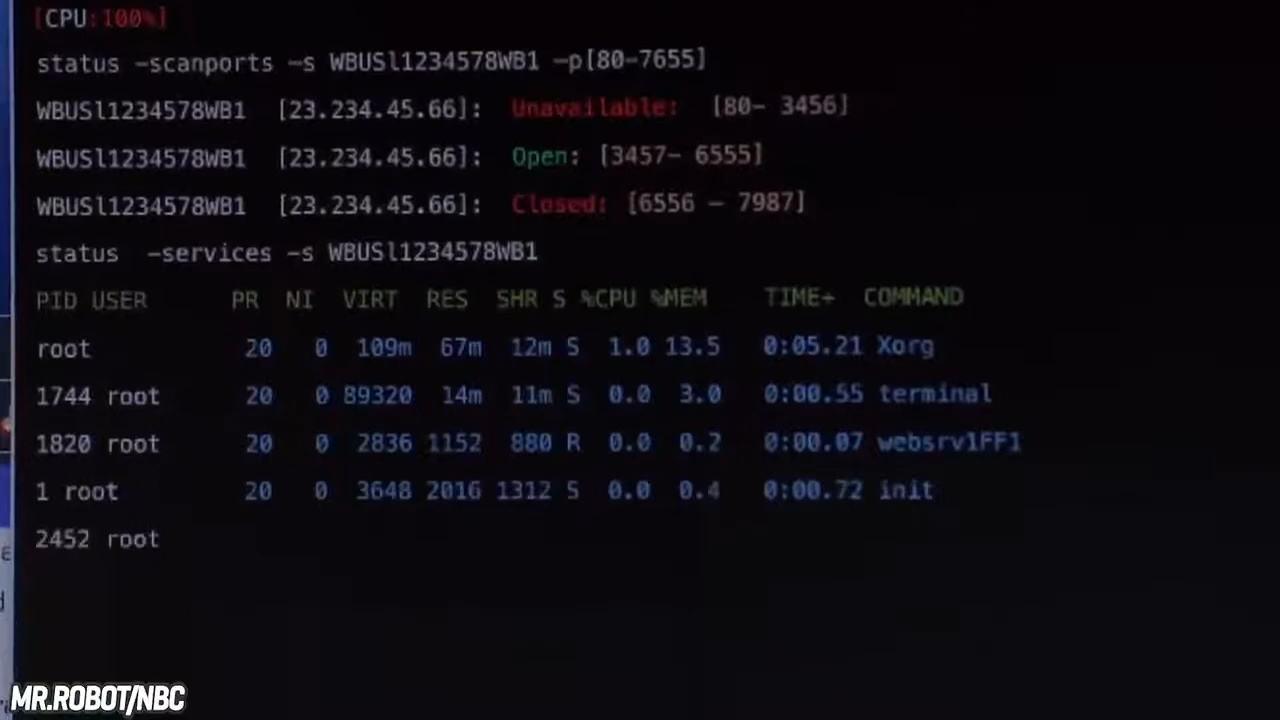 [CPU:100%]
status -scanports -s WBUSl1234578WB1 -p[80-7655]
WBUSl1234578WB1 [23.234.45.66]: Unavailable: [80- 3456]
WBUSl1234578WB1 [23.234.45.66]: Open: [3457- 6555]
WBUSl1234578WB1 [23.234.45.66]: Closed: [6556 - 7987]
status -services -s WBUSl1234578WB1
PID USER PR NI VIRT RES SHR S %CPU %MEM TIME+ COMMAND
root 20 0 109m 67m 12m S 1.0 13.5 0:05.21 Xorg
1744 root 20 0 89320 14m 11m S 0.0 3.0 0:00.55 terminal
1820 root 20 0 2836 1152 880 R 0.0 0.2 0:00.07 websrv1FF1
1 root 20 0 3648 2016 1312 S 0.0 0.4 0:00.72 init
2452 root
MR.ROBOT/NBC